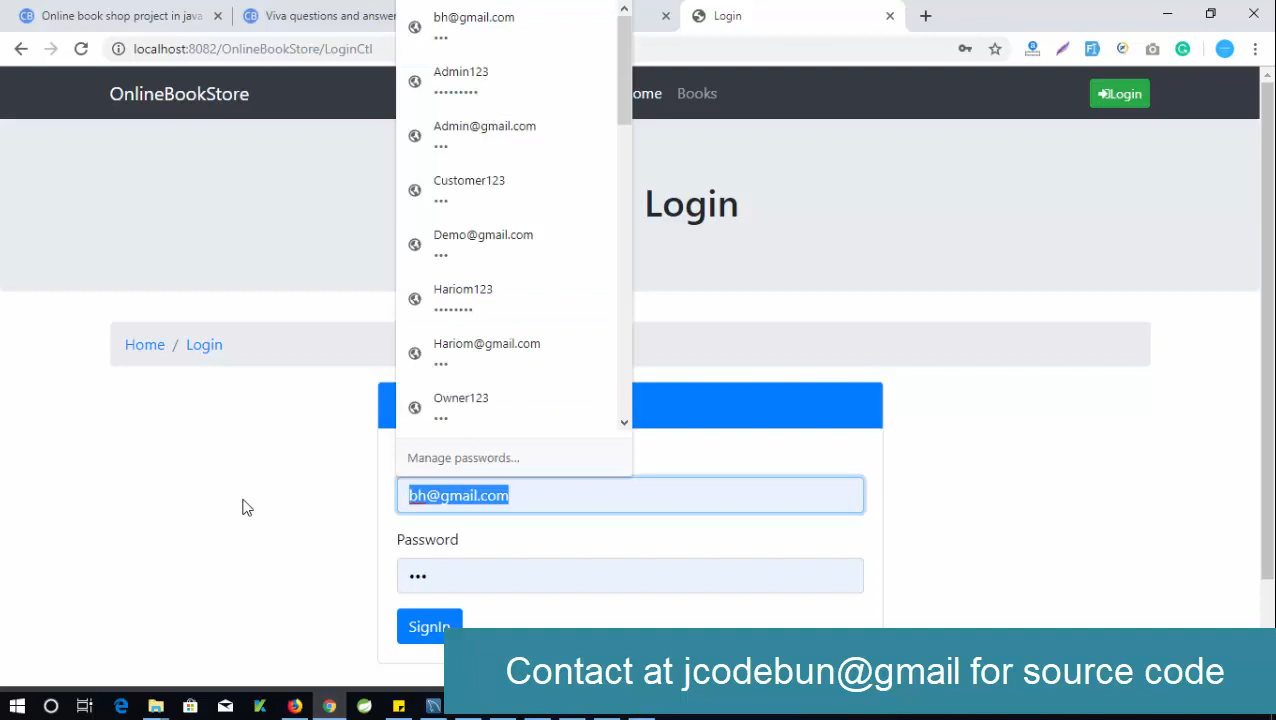 Online book shop project in java
Viva questions and answe
Login
localhost:8082/OnlineBookStore/LoginCtl
OnlineBookStore
ome
Books
Login
Login
Home / Login
bh@gmail.com
•••
Admin123
•••••••••
Admin@gmail.com
•••
Customer123
•••
Demo@gmail.com
•••
Hariom123
••••••••
Hariom@gmail.com
•••
Owner123
•••
Manage passwords...
bh@gmail.com
Password
•••
SignIn
Contact at jcodebun@gmail for source code